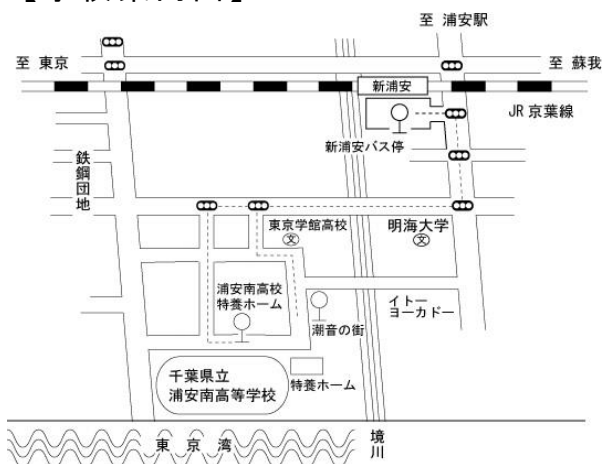 至 浦安駅
至 東京
至 蘇我
新浦安
JR 京葉線
新浦安バス停
鉄鋼団地
東京学館高校
文
明海大学
文
浦安南高校
特養ホーム
イトー
ヨーカドー
潮音の街
千葉県立
浦安南高等学校
特養ホーム
東京湾
境川